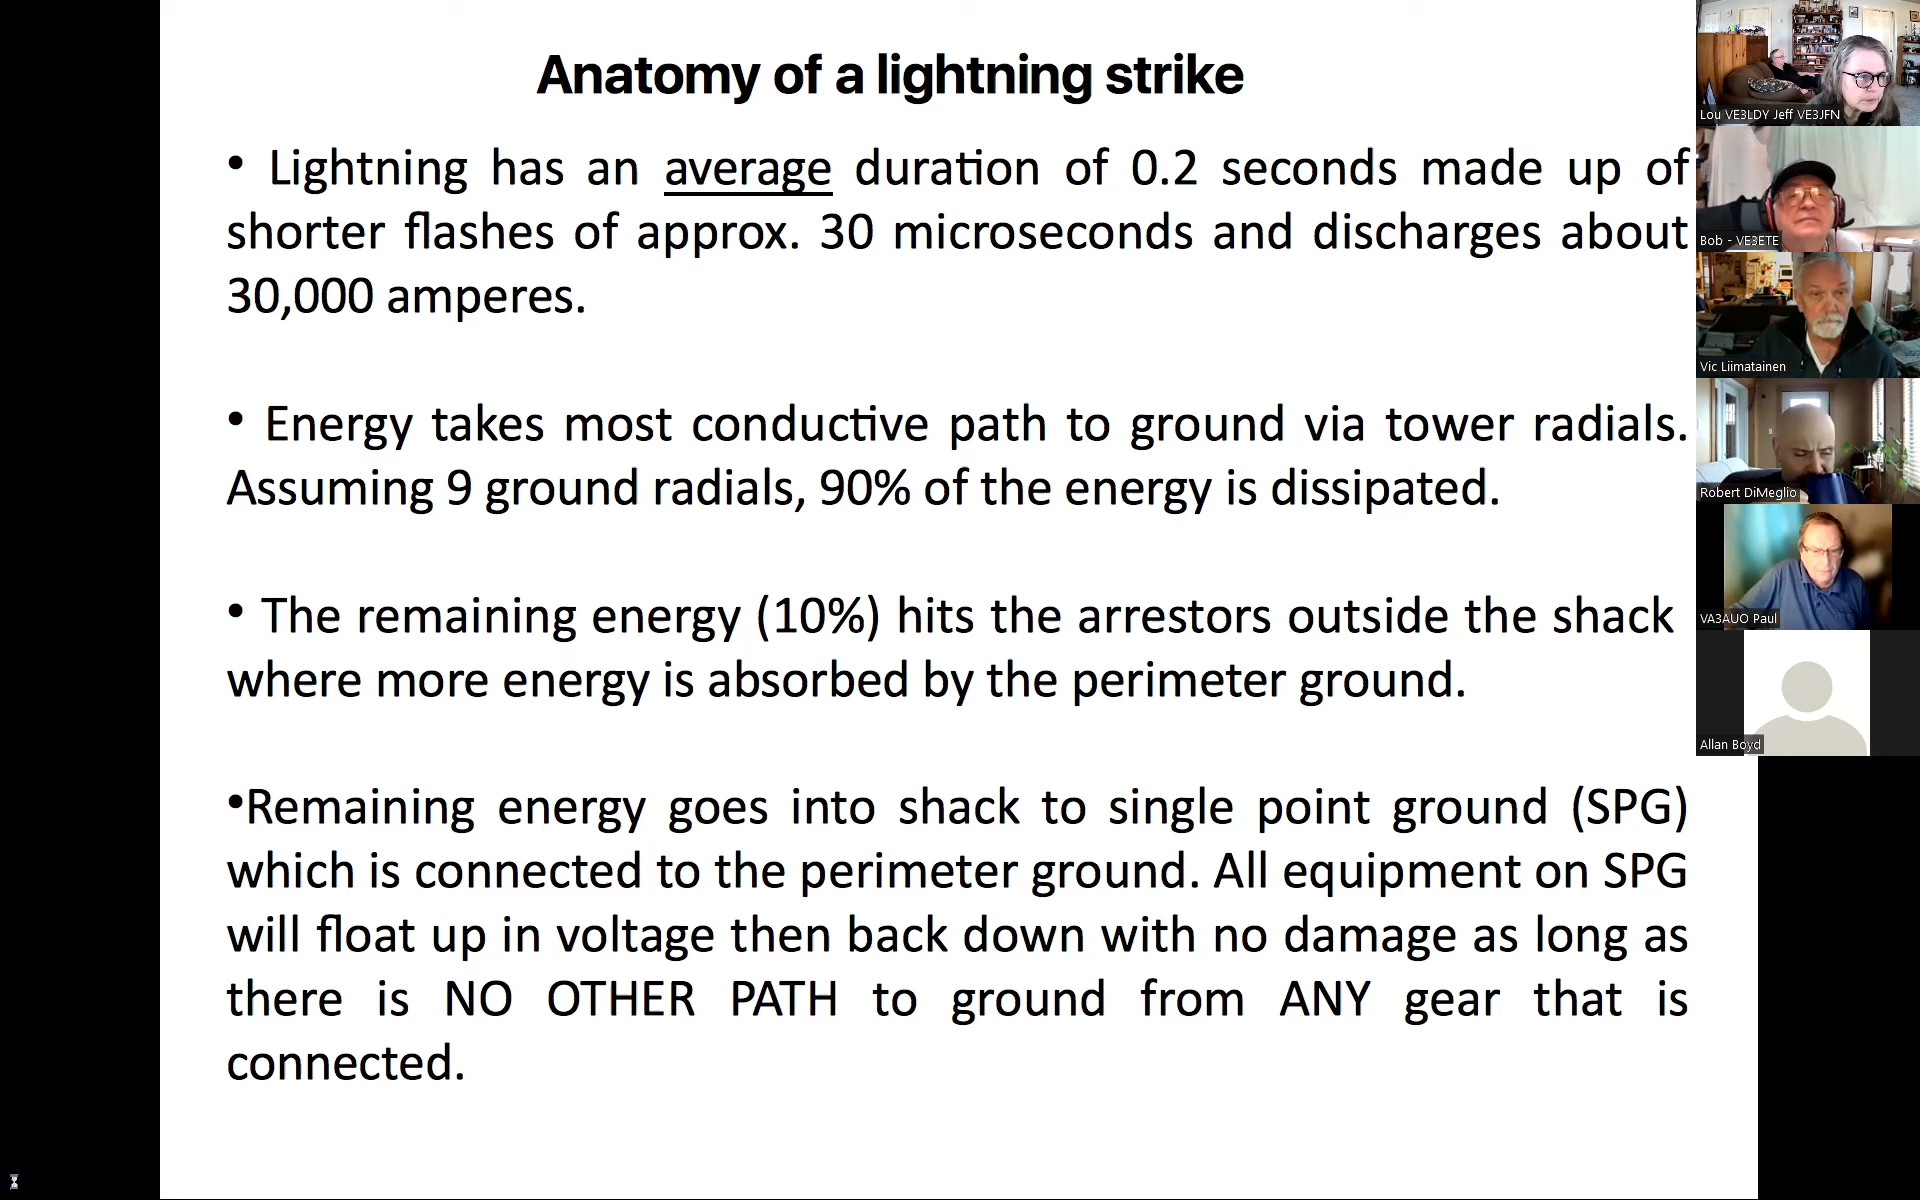 Anatomy of a lightning strike
• Lightning has an average duration of 0.2 seconds made up of
shorter flashes of approx. 30 microseconds and discharges about
30,000 amperes.
• Energy takes most conductive path to ground via tower radials.
Assuming 9 ground radials, 90% of the energy is dissipated.
• The remaining energy (10%) hits the arrestors outside the shack
where more energy is absorbed by the perimeter ground.
•Remaining energy goes into shack to single point ground (SPG)
which is connected to the perimeter ground. All equipment on SPG
will float up in voltage then back down with no damage as long as
there is NO OTHER PATH to ground from ANY gear that is
connected.
Lou VE3LDY Jeff VE3JFN
Bob - VE3ETE
Vic Liimatainen
Robert DiMeglio
VA3AUO Paul
Allan Boyd